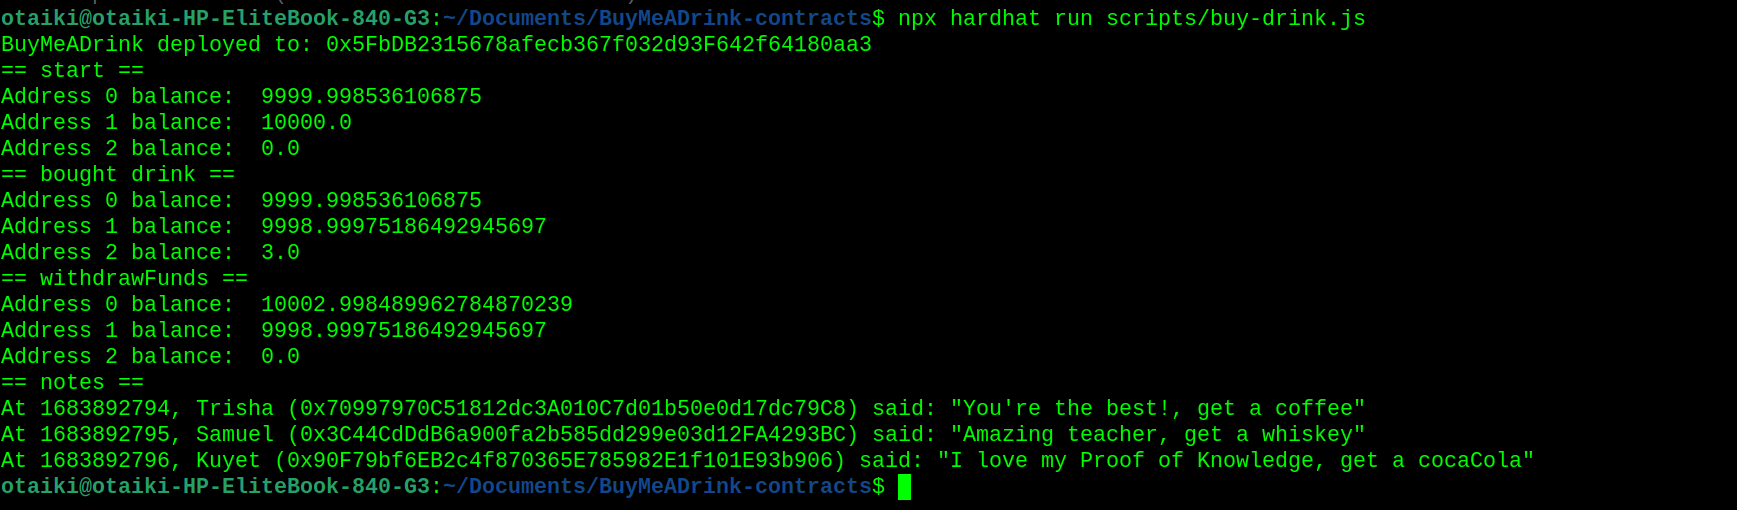 otaiki@otaiki-HP-EliteBook-840-G3:~/Documents/BuyMeADrink-contracts$ npx hardhat run scripts/buy-drink.js
BuyMeADrink deployed to: 0x5FbDB2315678afecb367f032d93F642f64180aa3
== start ==
Address 0 balance:  9999.998536106875
Address 1 balance:  10000.0
Address 2 balance:  0.0
== bought drink ==
Address 0 balance:  9999.998536106875
Address 1 balance:  9998.99975186492945697
Address 2 balance:  3.0
== withdrawFunds ==
Address 0 balance:  10002.998489962784870239
Address 1 balance:  9998.99975186492945697
Address 2 balance:  0.0
== notes ==
At 1683892794, Trisha (0x70997970C51812dc3A010C7d01b50e0d17dc79C8) said: "You're the best!, get a coffee"
At 1683892795, Samuel (0x3C44CdDdB6a900fa2b585dd299e03d12FA4293BC) said: "Amazing teacher, get a whiskey"
At 1683892796, Kuyet (0x90F79bf6EB2c4f870365E785982E1f101E93b906) said: "I love my Proof of Knowledge, get a cocaCola"
otaiki@otaiki-HP-EliteBook-840-G3:~/Documents/BuyMeADrink-contracts$